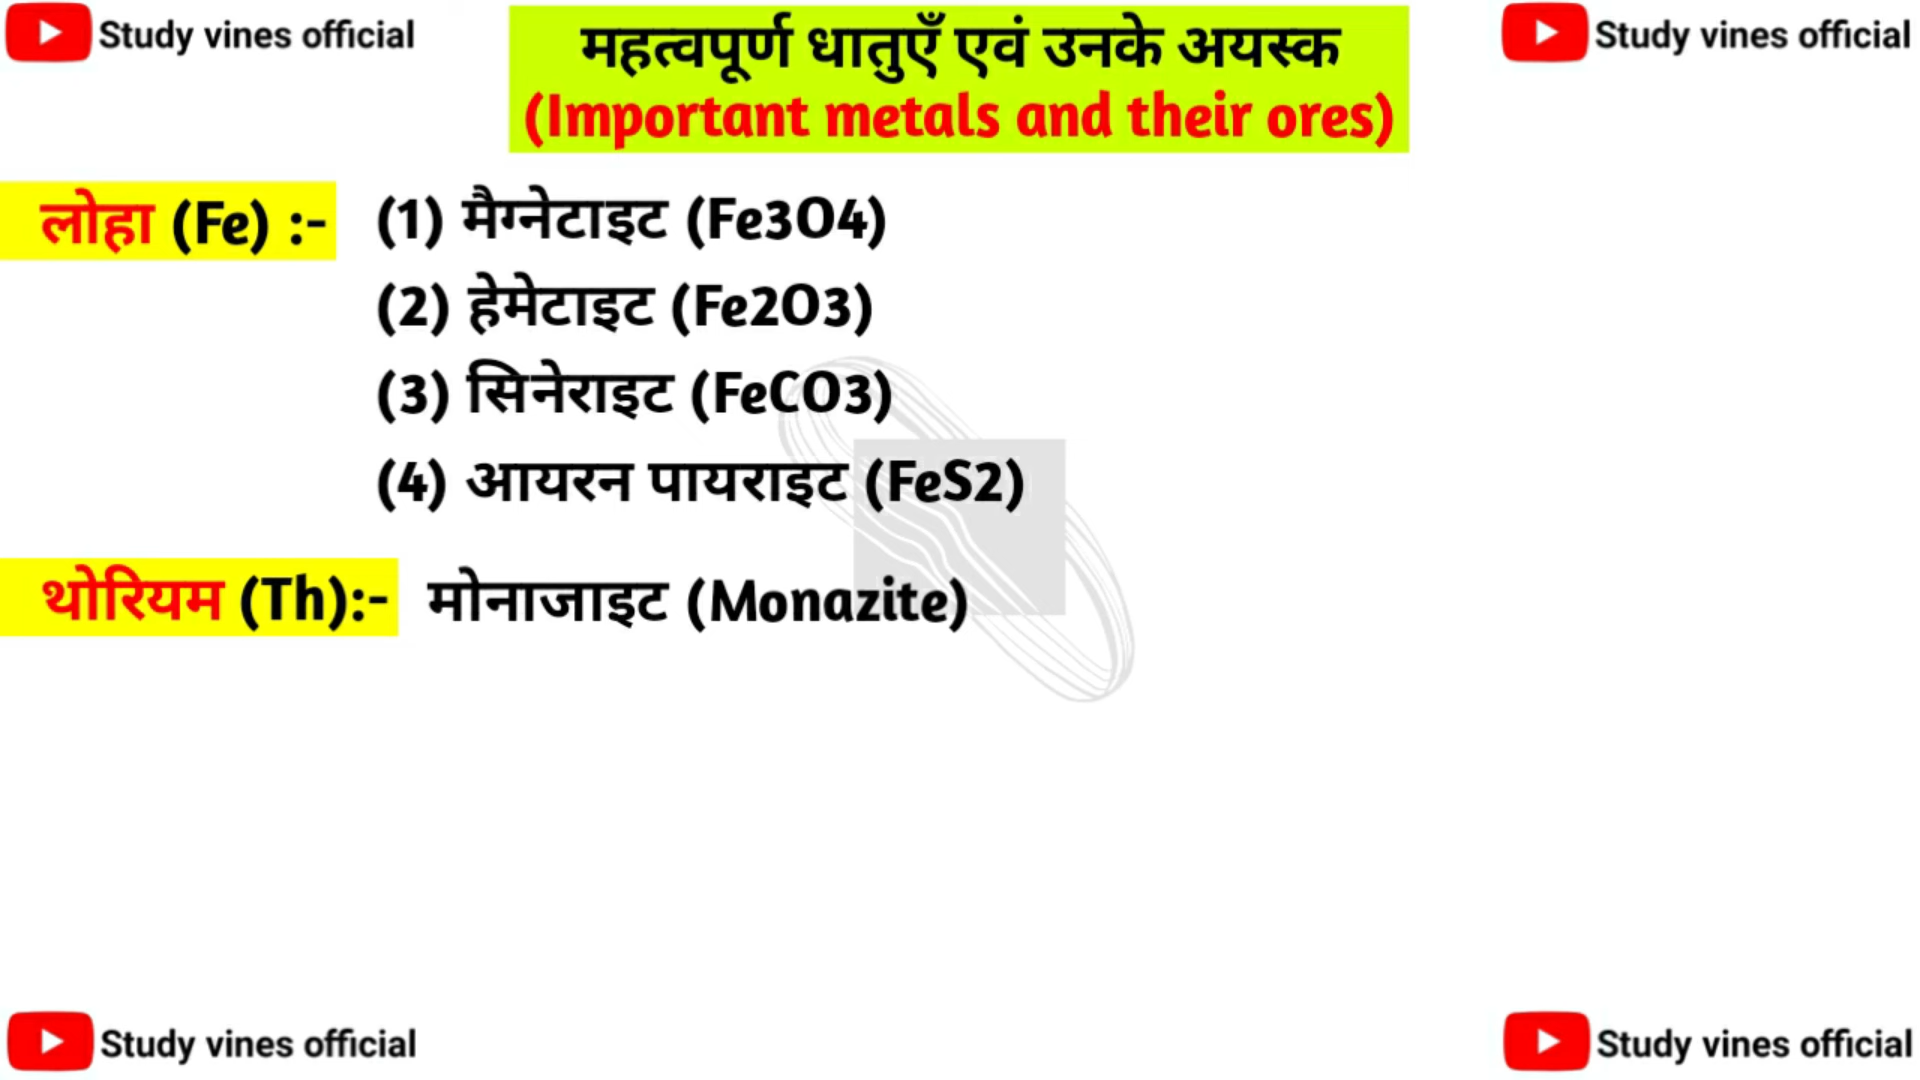 Study vines official
महत्वपूर्ण धातुएँ एवं उनके अयस्क
(Important metals and their ores)
Study vines official
लोहा (Fe) :- (1) मैग्नेटाइट (Fe3O4)
(2) हेमेटाइट (Fe2O3)
(3) सिनेराइट (FeCO3)
(4) आयरन पायराइट (FeS2)
थोरियम (Th):- मोनाजाइट (Monazite)
Study vines official
Study vines official